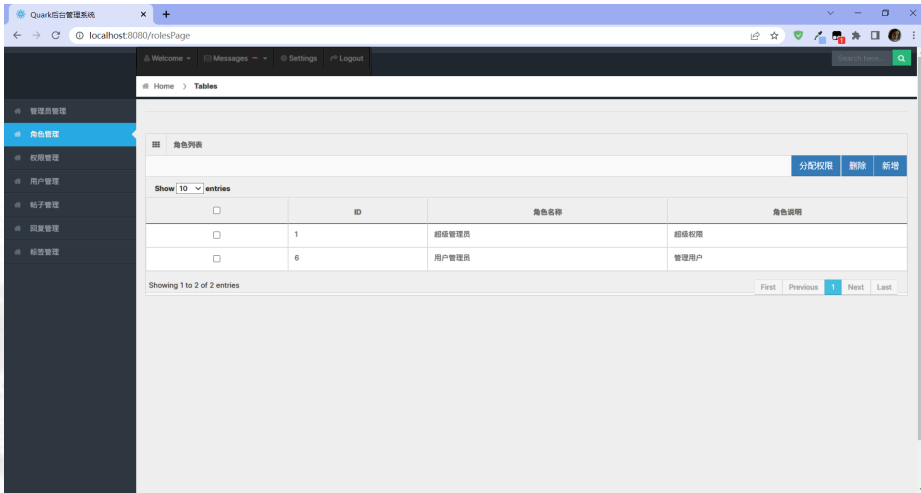 Quark后台管理系统
localhost:8080/rolesPage
Welcome Messages Settings Logout Search here...
Home > Tables
管理员管理
角色管理
权限管理
用户管理
帖子管理
回复管理
标签管理
角色列表
分配权限 删除 新增
Show 10 entries
ID 角色名称 角色说明
1 超级管理员 超级权限
6 用户管理员 管理用户
Showing 1 to 2 of 2 entries
First Previous 1 Next Last